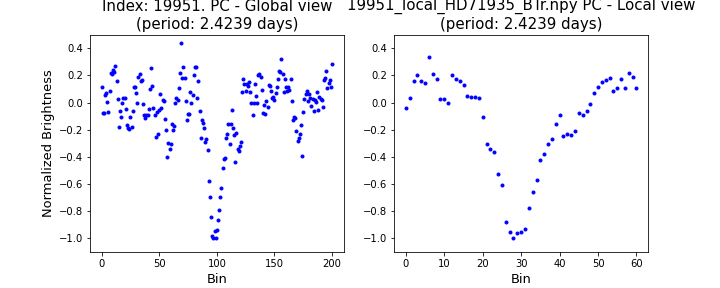 Index: 19951. PC - Global view
(period: 2.4239 days)
19951_local_HD71935_BTr.npy PC - Local view
(period: 2.4239 days)
Normalized Brightness
0.4
0.2
0.0
−0.2
−0.4
−0.6
−0.8
−1.0
0 50 100 150 200
Bin
0.4
0.2
0.0
−0.2
−0.4
−0.6
−0.8
−1.0
0 10 20 30 40 50 60
Bin